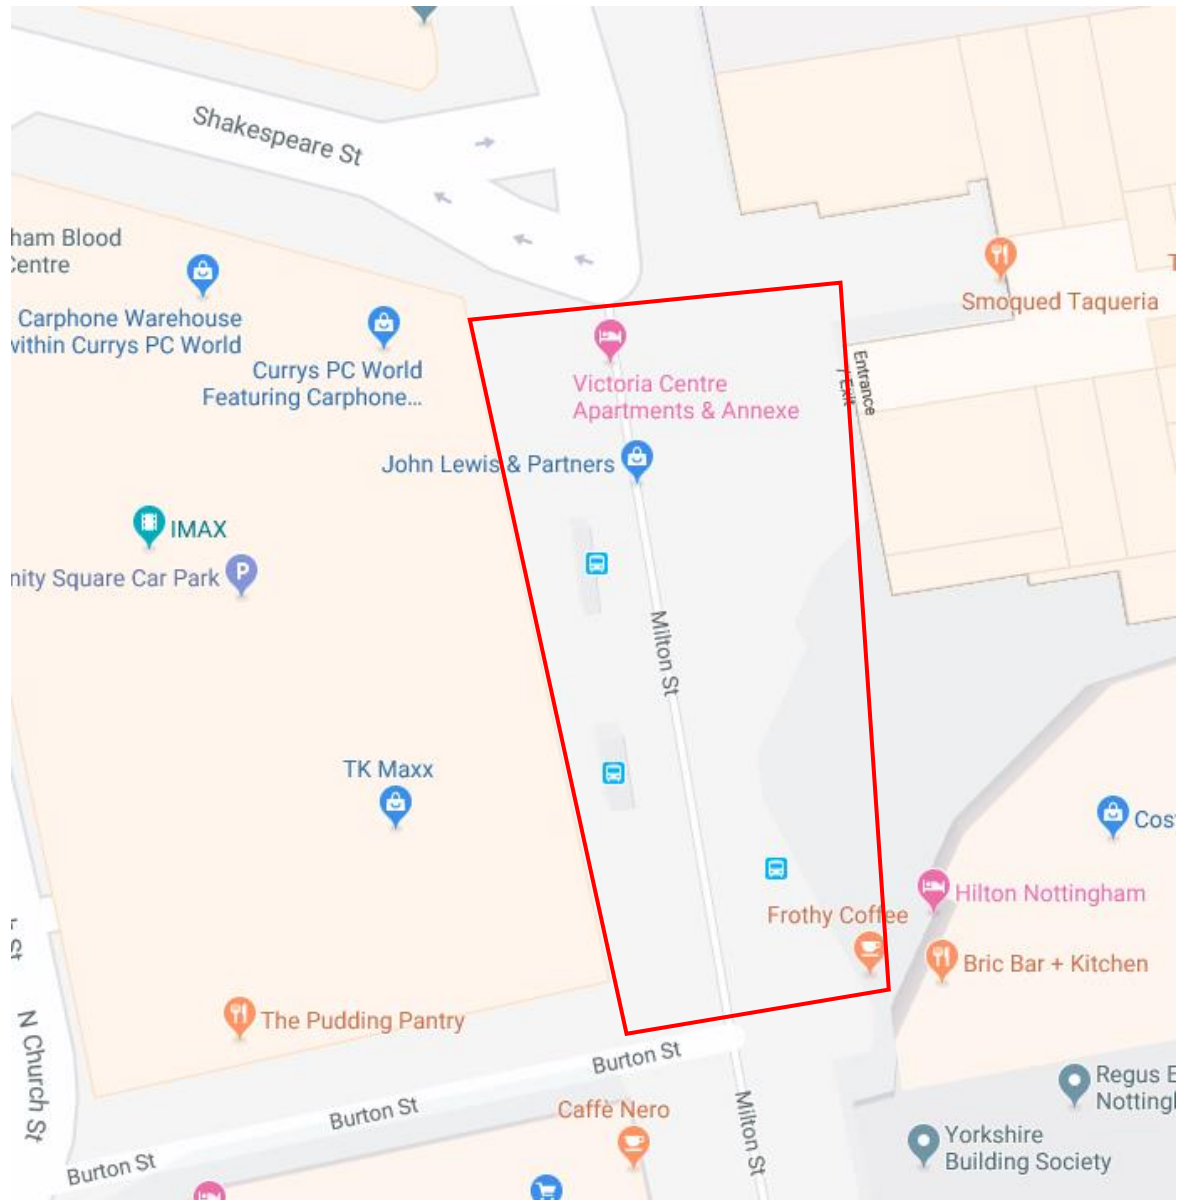 Shakespeare St
ham Blood
Centre
Carphone Warehouse
within Currys PC World
Currys PC World
Featuring Carphone...
Smoqued Taqueria
T
Victoria Centre
Apartments & Annexe
Entrance
/ Exit
John Lewis & Partners
IMAX
nity Square Car Park
P
Milton St
TK Maxx
Cos
Hilton Nottingham
Frothy Coffee
Bric Bar + Kitchen
St
The Pudding Pantry
N Church St
Burton St
Burton St
Burton St
Caffè Nero
Milton St
Regus E
Nottingl
Yorkshire
Building Society